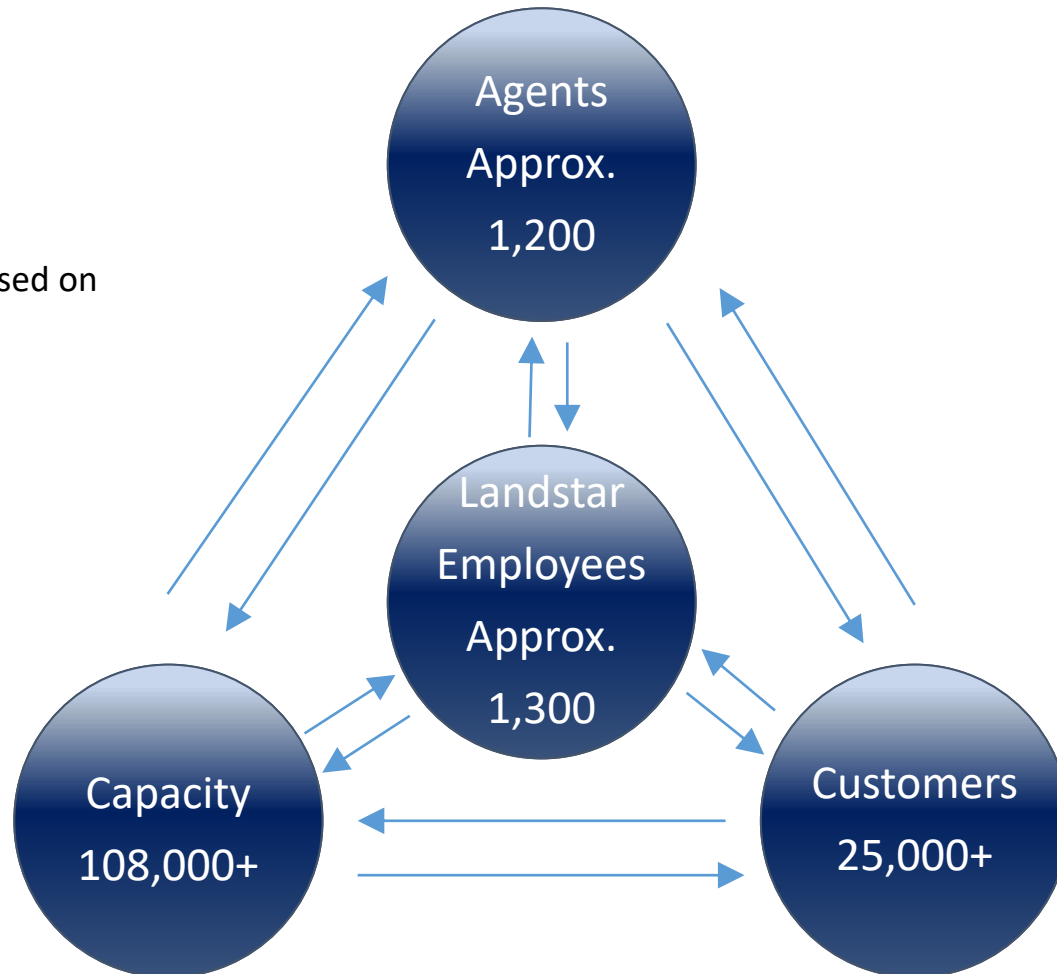 Agents
Approx.
1,200
sed on
Landstar
Employees
Approx.
1,300
Capacity
108,000+
Customers
25,000+